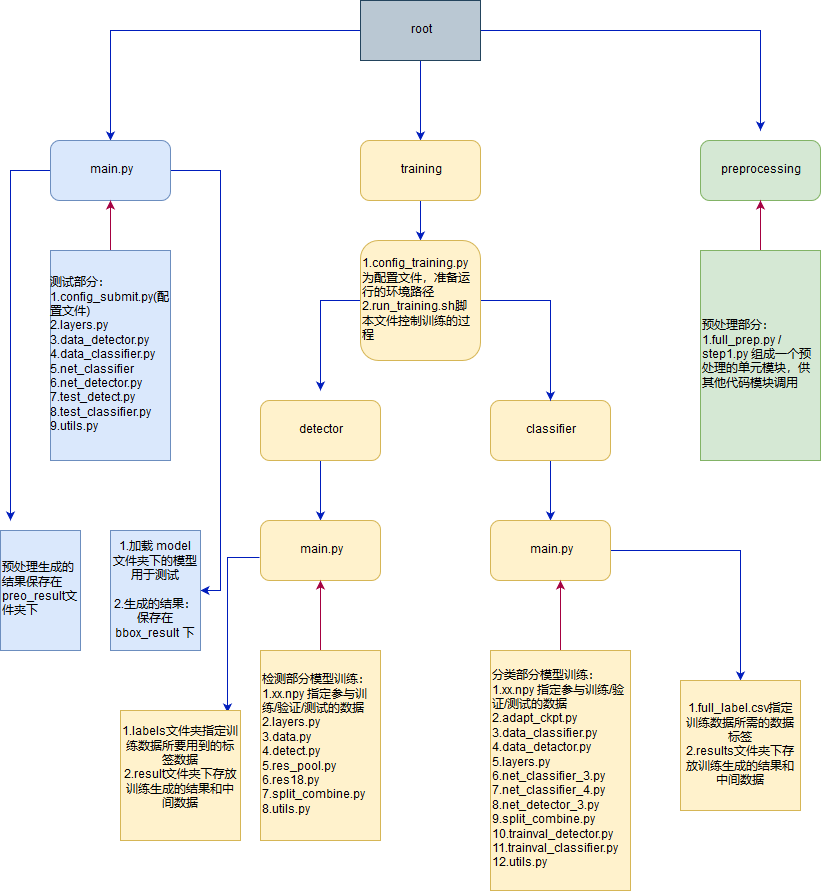 root
main.py
training
preprocessing
1.config_training.py
为配置文件，准备运
行的环境路径
2.run_training.sh脚
本文件控制训练的过
程
测试部分：
1.config_submit.py(配
置文件)
2.layers.py
3.data_detector.py
4.data_classifier.py
5.net_classifier
6.net_detector.py
7.test_detect.py
8.test_classifier.py
9.utils.py
预处理部分：
1.full_prep.py /
step1.py 组成一个预
处理的单元模块，供
其他代码模块调用
detector
classifier
main.py
main.py
预处理生成的
结果保存在
preo_result文
件夹下
1.加载 model
文件夹下的模型
用于测试
2.生成的结果：
保存在
bbox_result 下
检测部分模型训练：
1.xx.npy 指定参与训
练/验证/测试的数据
2.layers.py
3.data.py
4.detect.py
5.res_pool.py
6.res18.py
7.split_combine.py
8.utils.py
分类部分模型训练：
1.xx.npy 指定参与训练/验
证/测试的数据
2.adapt_ckpt.py
3.data_classifier.py
4.data_detactor.py
5.layers.py
6.net_classifier_3.py
7.net_classifier_4.py
8.net_detector_3.py
9.split_combine.py
10.trainval_detector.py
11.trainval_classifier.py
12.utils.py
1.labels文件夹指定训
练数据所要用到的标
签数据
2.result文件夹下存放
训练生成的结果和中
间数据
1.full_label.csv指定
训练数据所需的数据
标签
2.results文件夹下存
放训练生成的结果和
中间数据